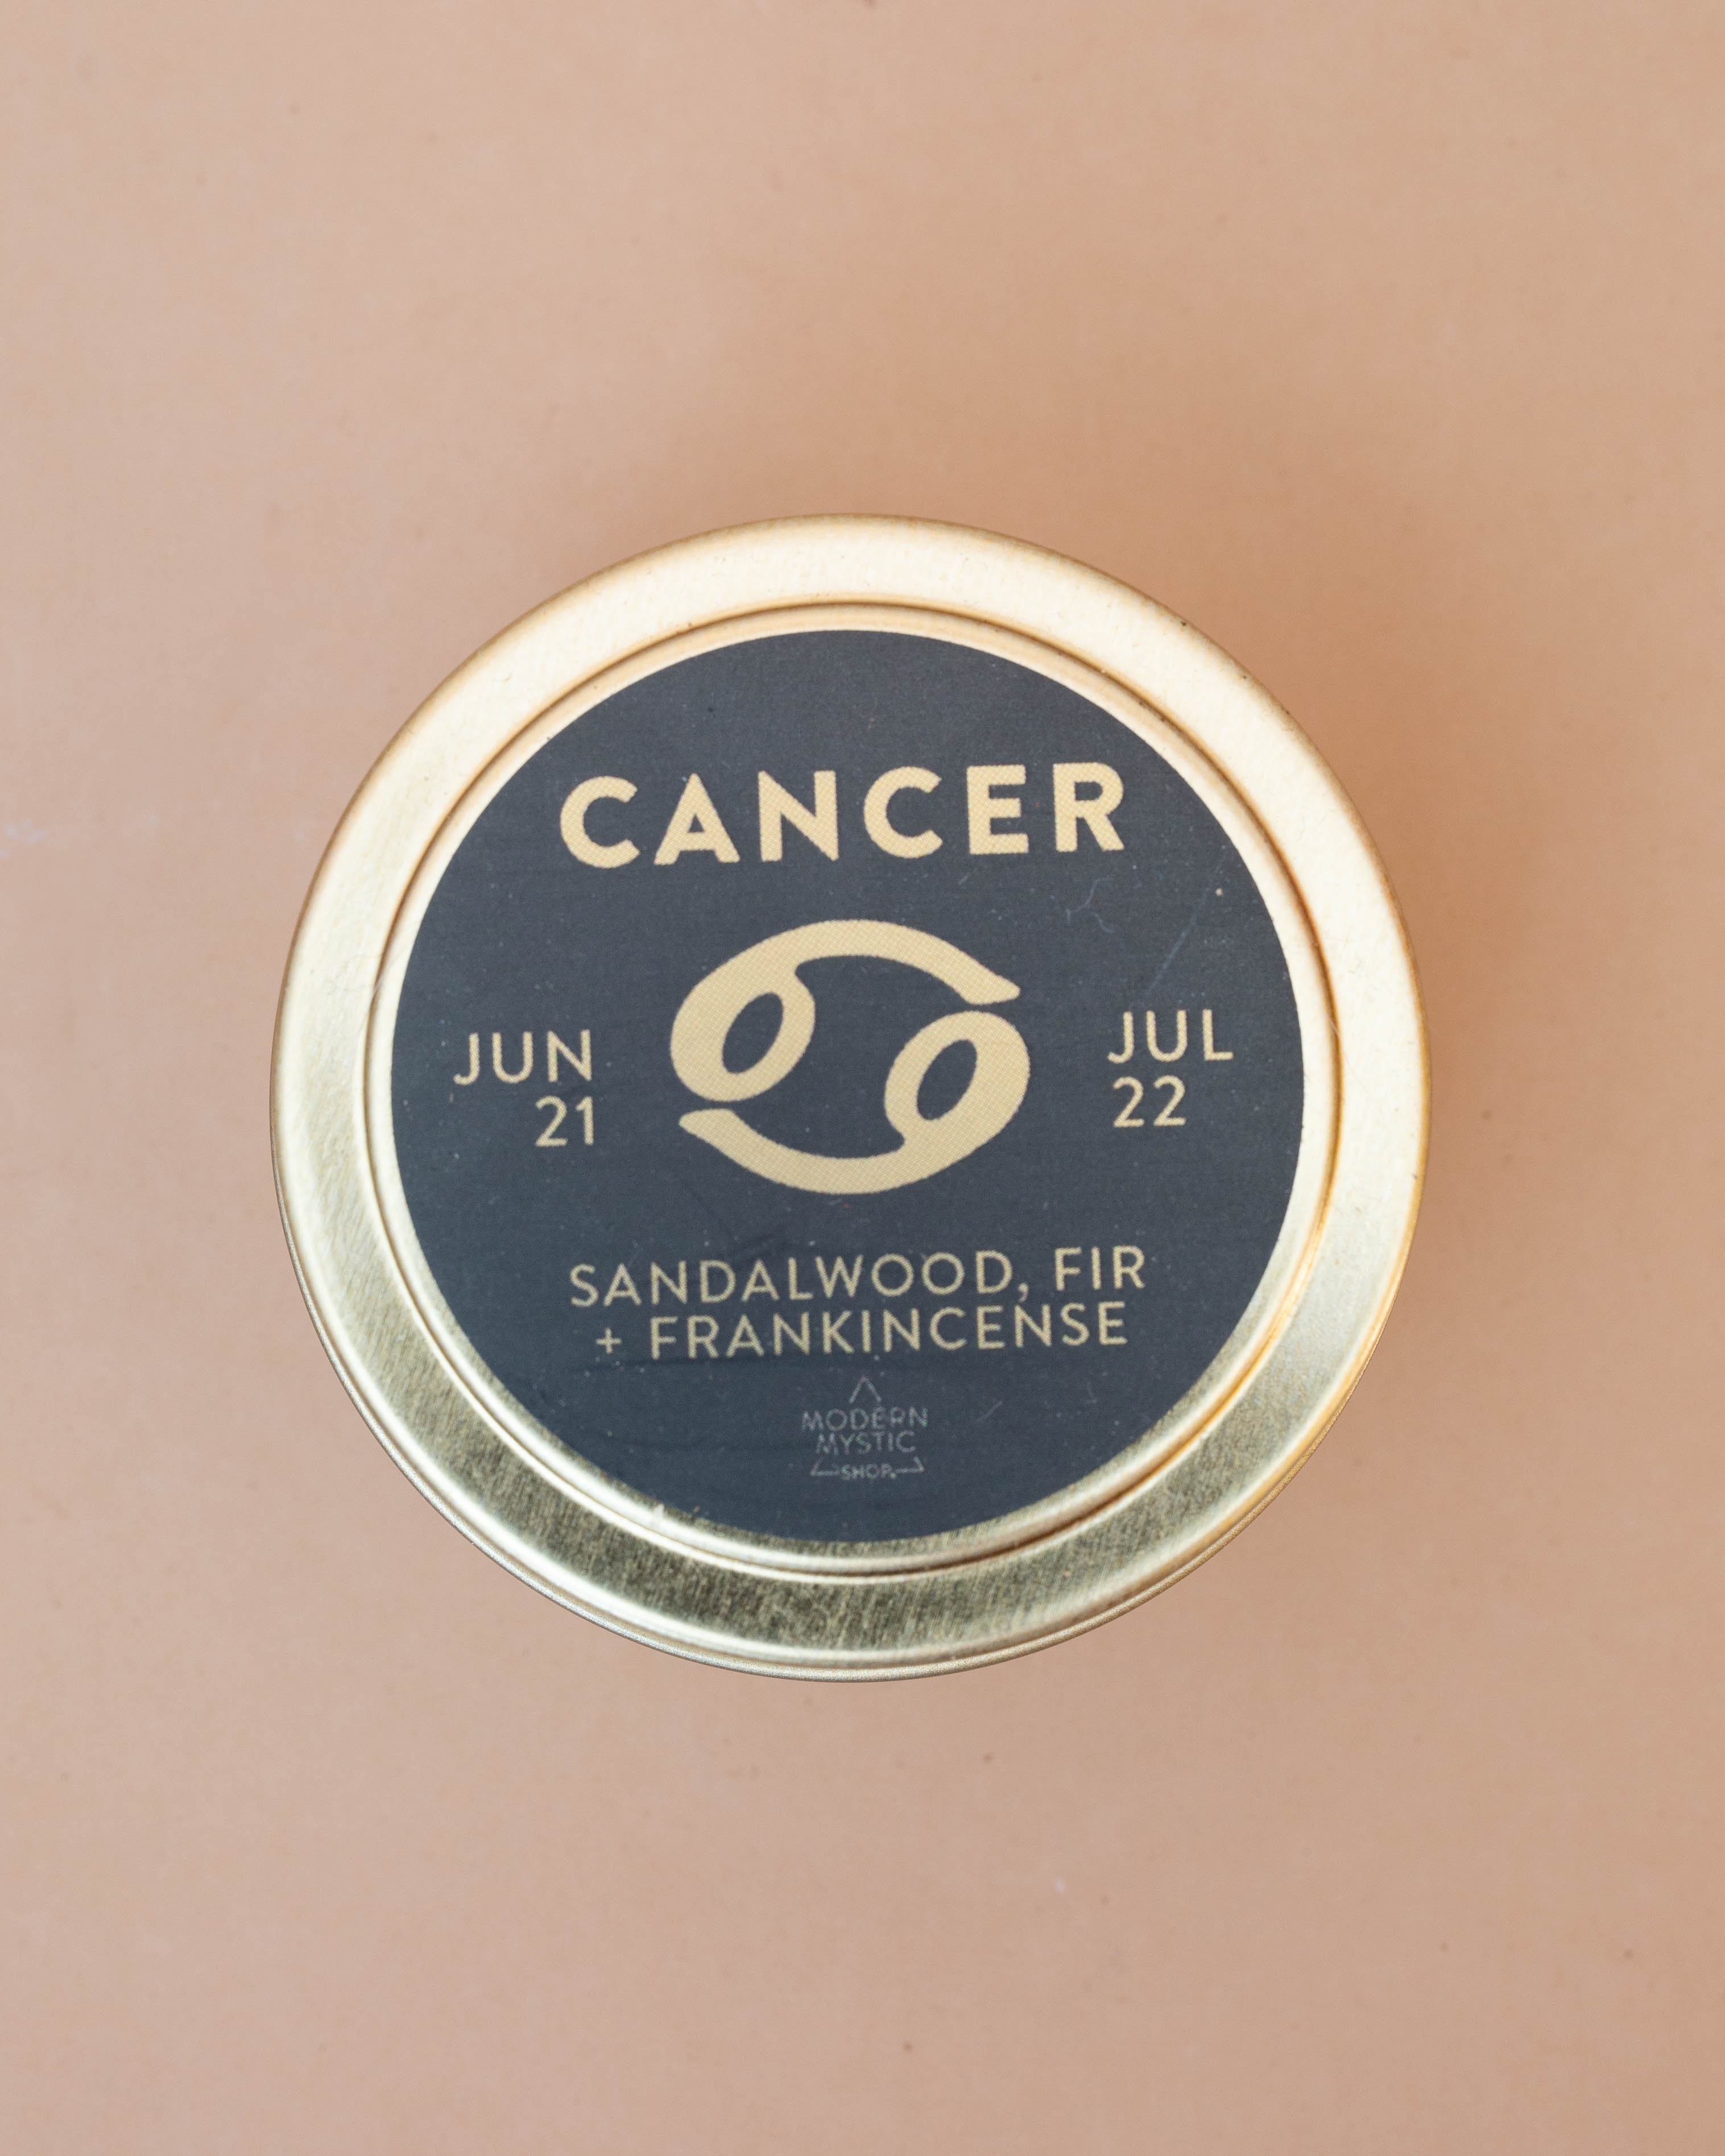 CANCER
JUN
21
JUL
22
SANDALWOOD, FIR
+ FRANKINCENSE
MODERN
MYSTIC
SHOP.